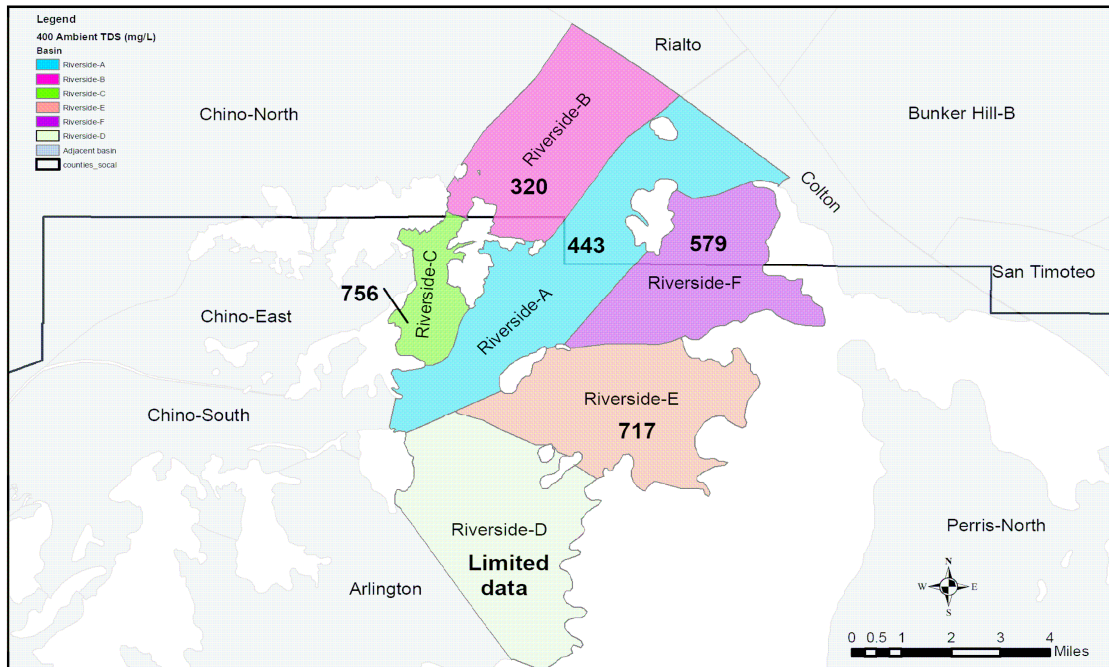 Legend
400 Ambient TDS (mg/L)
Basin
Riverside-A
Riverside-B
Riverside-C
Riverside-E
Riverside-F
Riverside-D
Adjacent basin
counties_socal
Rialto
Chino-North
Bunker Hill-B
Riverside-B
320
Colton
443
579
San Timoteo
Riverside-C
Riverside-F
756
Riverside-A
Chino-East
Riverside-E
Chino-South
717
Riverside-D
Perris-North
Limited
data
Arlington
N
W E
S
0 0.5 1 2 3 4
Miles